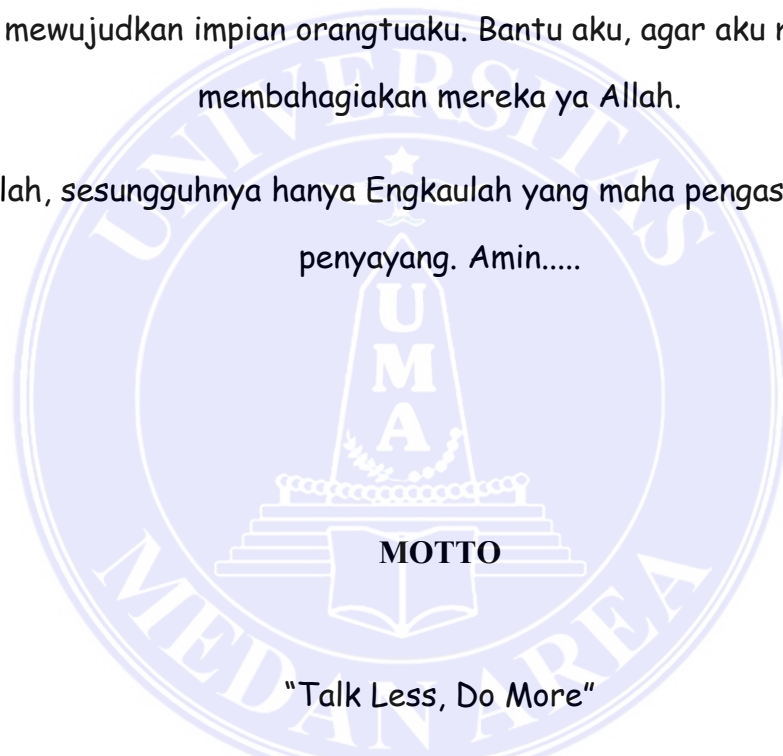 mewujudkan impian orangtuaku. Bantu aku, agar aku
membahagiakan mereka ya Allah.
sesungguhnya hanya Engkaulah yang maha
penyayang. Amin.....
UNIVERSITAS
UMA
MOTTO
MEDAN AREA
"Talk Less, Do More"